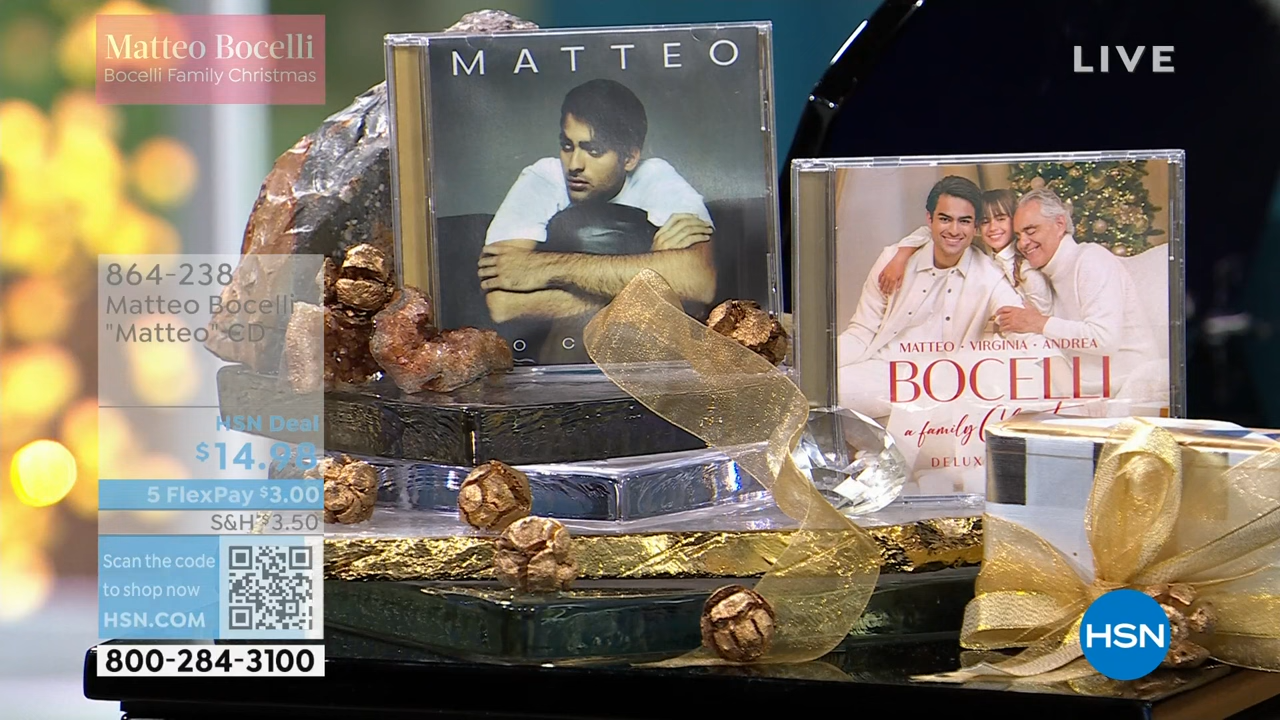 Matteo Bocelli
Bocelli Family Christmas
LIVE
MATTEO
864-238
Matteo Bocelli
"Matteo" CD
HSN Deal
$14.98
5 FlexPay $3.00
S&H $3.50
Scan the code
to shop now
HSN.COM
800-284-3100
MATTEO · VIRGINIA · ANDREA
BOCELLI
a family
HSN